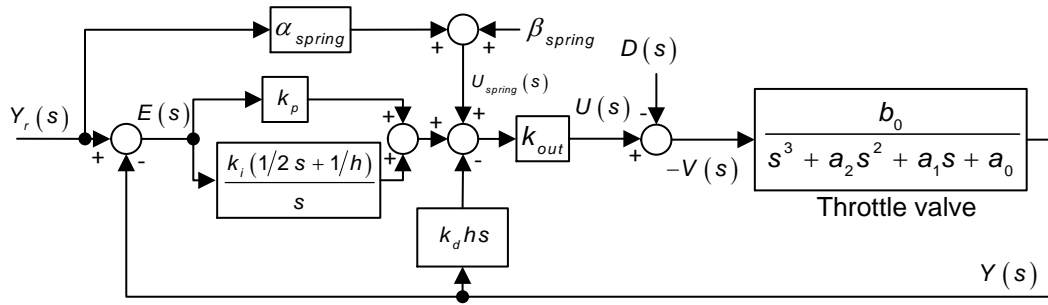 α_spring
β_spring
D(s)
U_spring(s)
Y_r(s)
E(s)
k_p
U(s)
k_out
b_0
s^3 + a_2 s^2 + a_1 s + a_0
-V(s)
Throttle valve
k_i (1/2 s + 1/h)
s
k_d h s
Y(s)
+ + + - + + + + - + - +